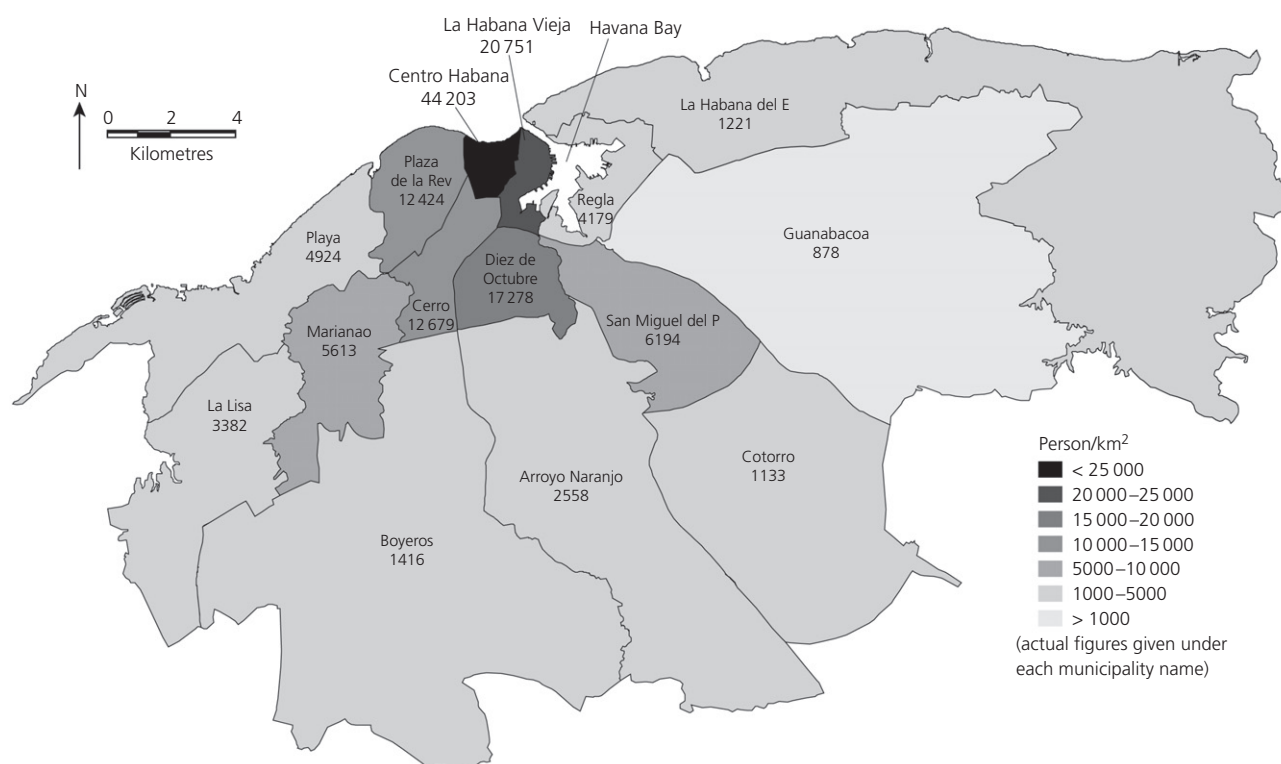 La Habana Vieja
20 751
Havana Bay
Centro Habana
44 203
N
0 2 4
Kilometres
La Habana del E
1221
Plaza
de la Rev
12 424
Regla
4179
Playa
4924
Guanabacoa
878
Diez de
Octubre
17 278
Cerro
12 679
Marianao
5613
San Miguel del P
6194
La Lisa
3382
Cotorro
1133
Arroyo Naranjo
2558
Boyeros
1416
Person/km²
< 25 000
20 000–25 000
15 000–20 000
10 000–15 000
5000–10 000
1000–5000
> 1000
(actual figures given under
each municipality name)